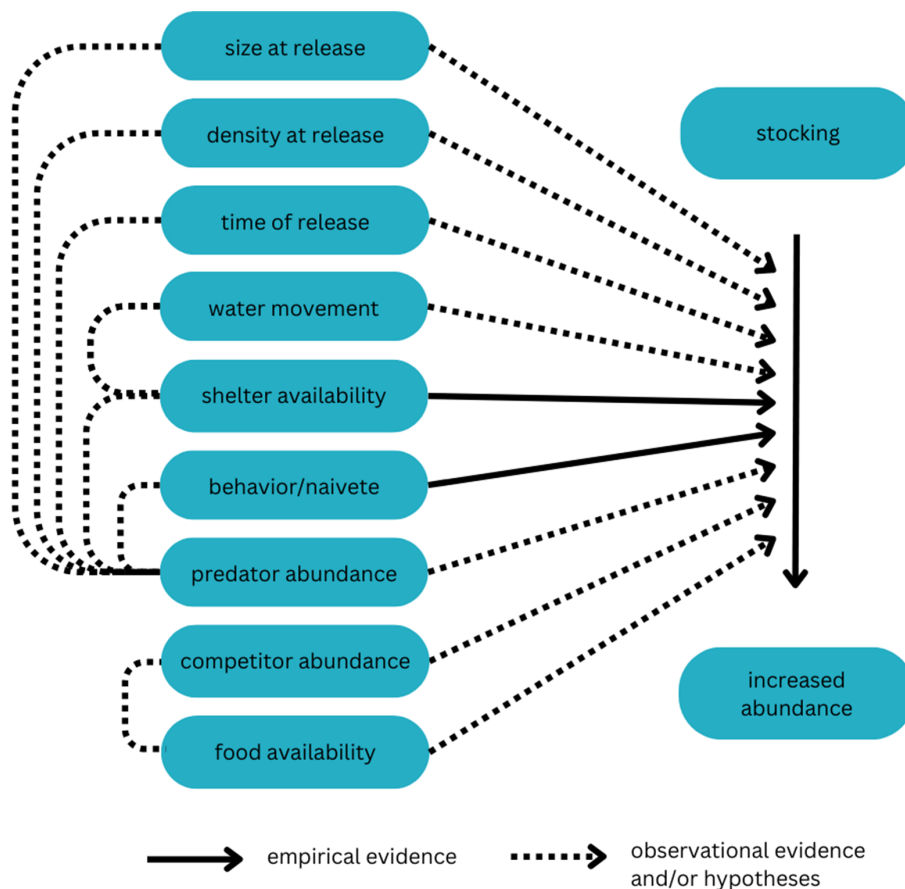 size at release
density at release
time of release
water movement
shelter availability
behavior/naivete
predator abundance
competitor abundance
food availability
stocking
increased
abundance
empirical evidence
observational evidence
and/or hypotheses